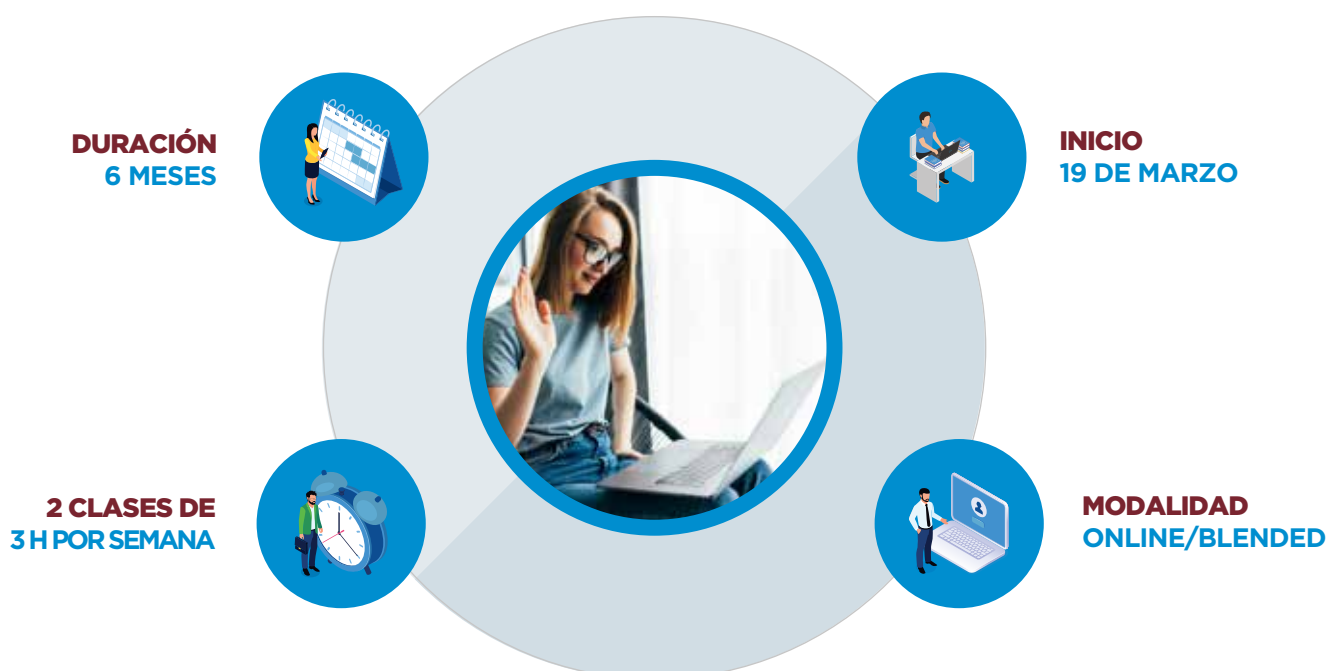 DURACIÓN
6 MESES
INICIO
19 DE MARZO
2 CLASES DE
3 H POR SEMANA
MODALIDAD
ONLINE/BLENDED